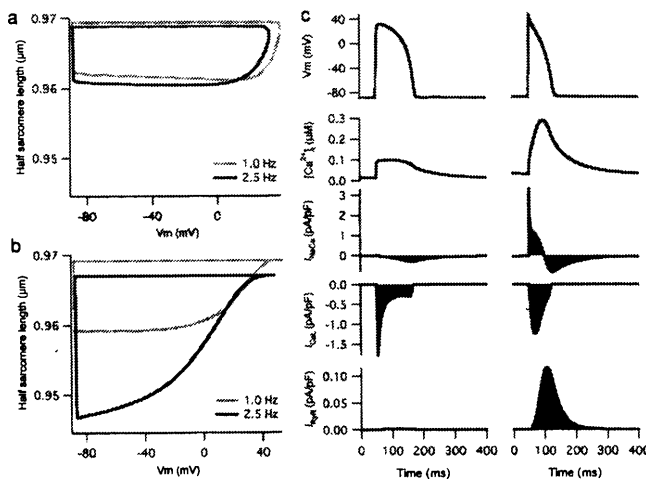 a
0.97
0.96
0.95
Half sarcomere length (μm)
1.0 Hz
2.5 Hz
-80
-40
0
Vm (mV)
b
0.97
0.96
0.95
Half sarcomere length (μm)
1.0 Hz
2.5 Hz
-80
-40
0
40
Vm (mV)
c
40
0
-40
-80
Vm (mV)
0.3
0.2
0.1
0.0
[Ca²⁺]i (μM)
3
2
1
0
INaCa (pA/pF)
0.0
-0.5
-1.0
-1.5
ICaL (pA/pF)
0.10
0.05
0.00
IRyR (pA/pF)
0 100 200 300 400
Time (ms)
0 100 200 300 400
Time (ms)